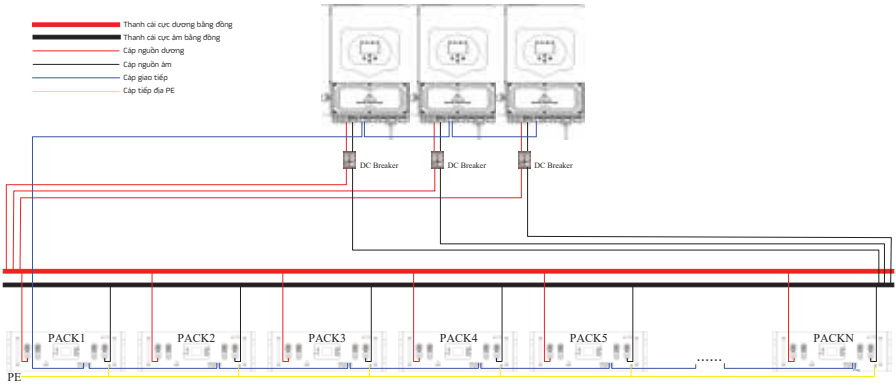 Thanh cái cực dương bằng đồng
Thanh cái cực âm bằng đồng
Cáp nguồn dương
Cáp nguồn âm
Cáp giao tiếp
Cáp tiếp địa PE
DC Breaker DC Breaker DC Breaker
PACK1 PACK2 PACK3 PACK4 PACK5 ...... PACKN
PE